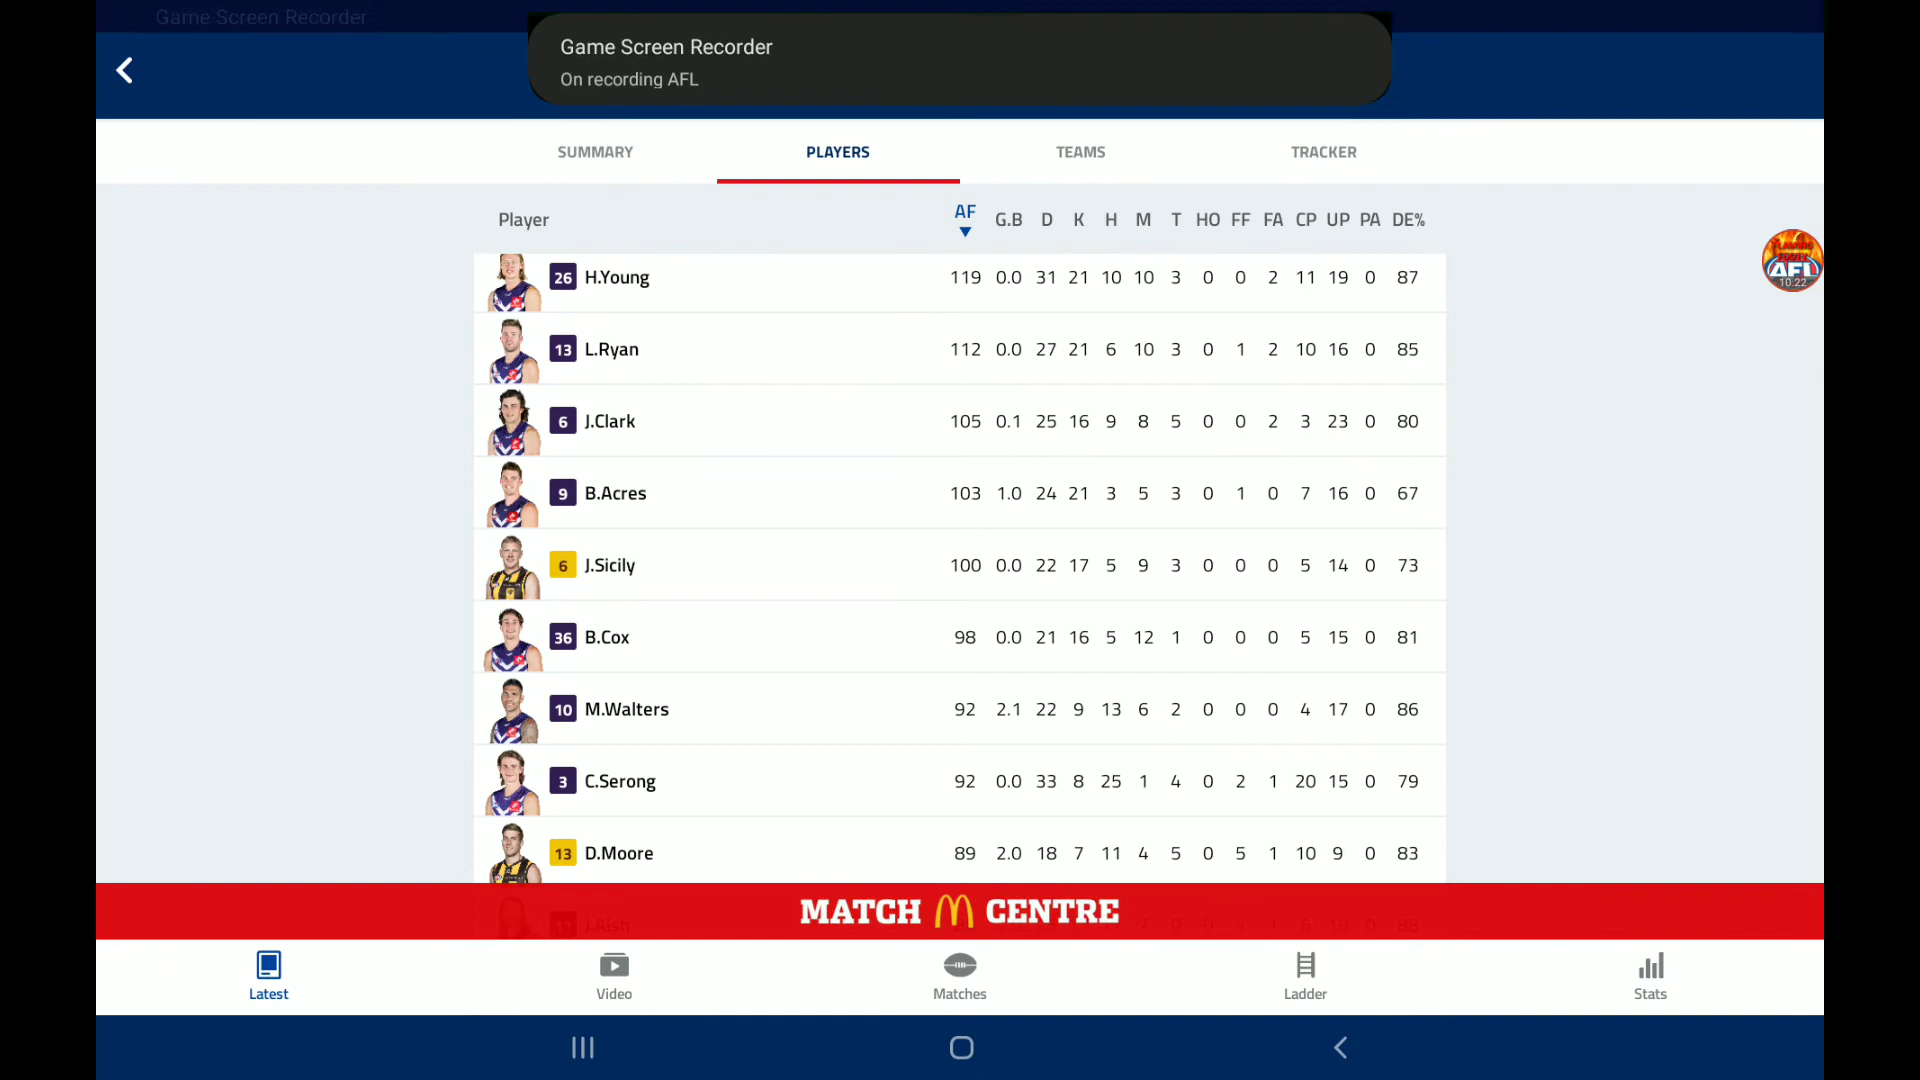 Game Screen Recorder
Game Screen Recorder
On recording AFL
SUMMARY PLAYERS TEAMS TRACKER
Player AF G.B D K H M T HO FF FA CP UP PA DE%
26 H.Young 119 0.0 31 21 10 10 3 0 0 2 11 19 0 87
13 L.Ryan 112 0.0 27 21 6 10 3 0 1 2 10 16 0 85
6 J.Clark 105 0.1 25 16 9 8 5 0 0 2 3 23 0 80
9 B.Acres 103 1.0 24 21 3 5 3 0 1 0 7 16 0 67
6 J.Sicily 100 0.0 22 17 5 9 3 0 0 0 5 14 0 73
36 B.Cox 98 0.0 21 16 5 12 1 0 0 0 5 15 0 81
10 M.Walters 92 2.1 22 9 13 6 2 0 0 0 4 17 0 86
3 C.Serong 92 0.0 33 8 25 1 4 0 2 1 20 15 0 79
13 D.Moore 89 2.0 18 7 11 4 5 0 5 1 10 9 0 83
J.Aish
MATCH CENTRE
Latest Video Matches Ladder Stats
FLAMING
FOOTY
AFL
10:22